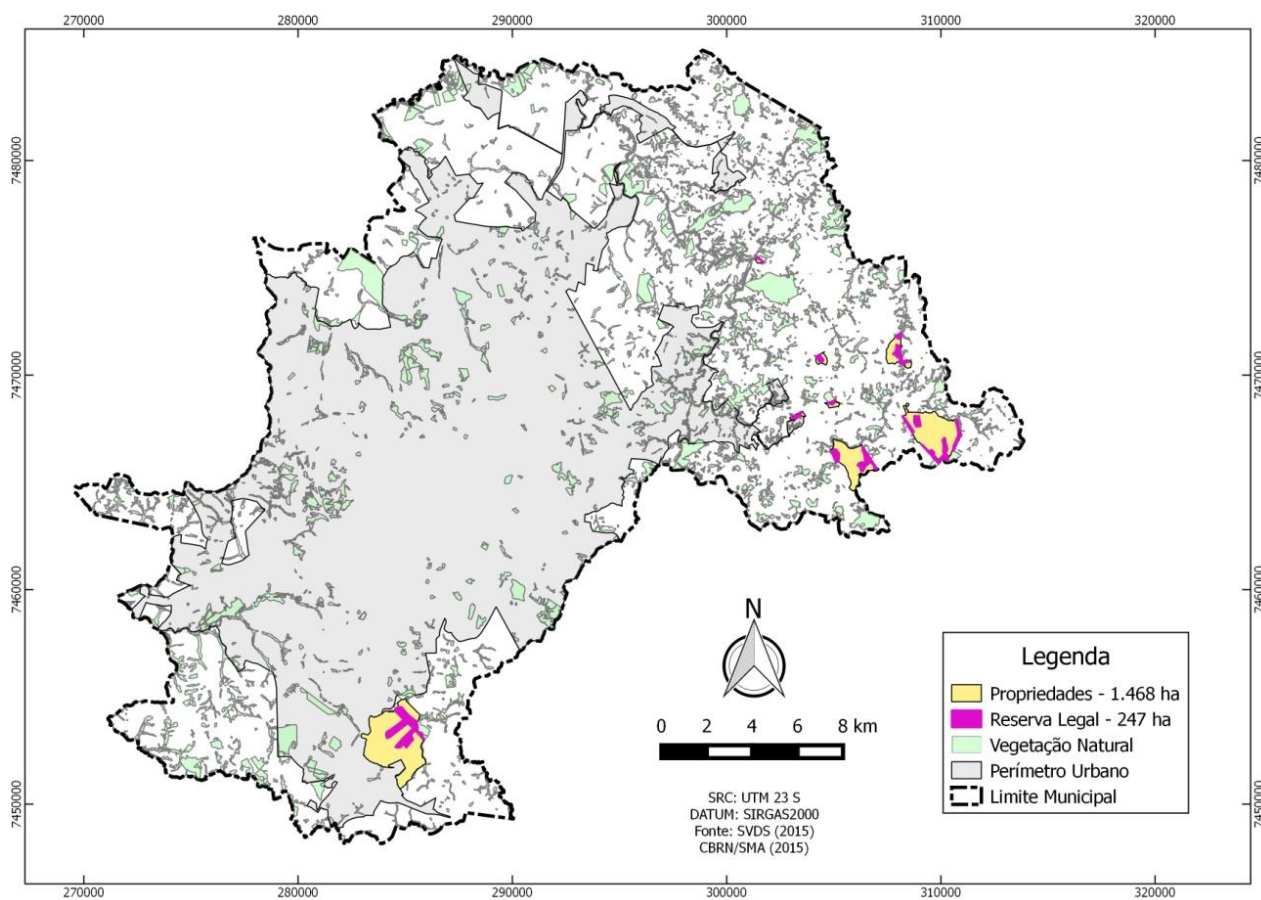 270000 280000 290000 300000 310000 320000
7480000 7480000
7470000 7470000
7460000 7460000
7450000 7450000
N
0 2 4 6 8 km
SRC: UTM 23 S
DATUM: SIRGAS2000
Fonte: SVDS (2015)
CBRN/SMA (2015)
Legenda
Propriedades - 1.468 ha
Reserva Legal - 247 ha
Vegetação Natural
Perímetro Urbano
Limite Municipal
270000 280000 290000 300000 310000 320000